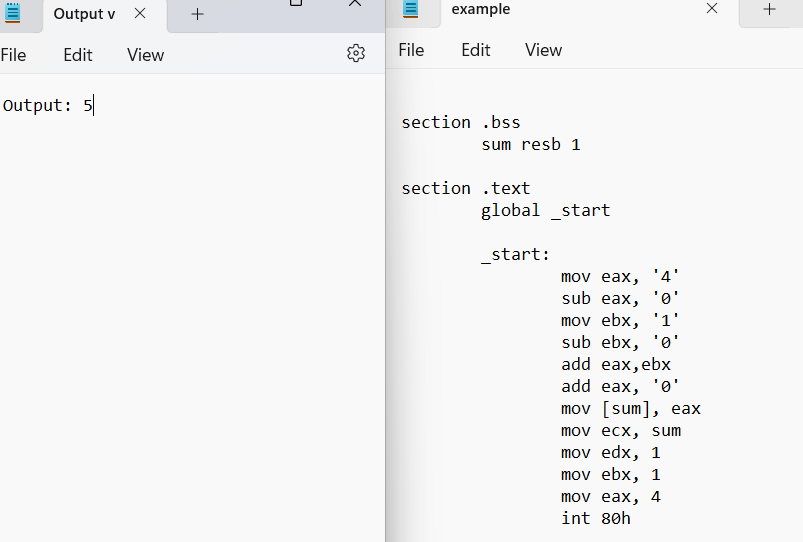 Output v
File Edit View
Output: 5
example
File Edit View
section .bss
sum resb 1
section .text
global _start
_start:
mov eax, '4'
sub eax, '0'
mov ebx, '1'
sub ebx, '0'
add eax,ebx
add eax, '0'
mov [sum], eax
mov ecx, sum
mov edx, 1
mov ebx, 1
mov eax, 4
int 80h